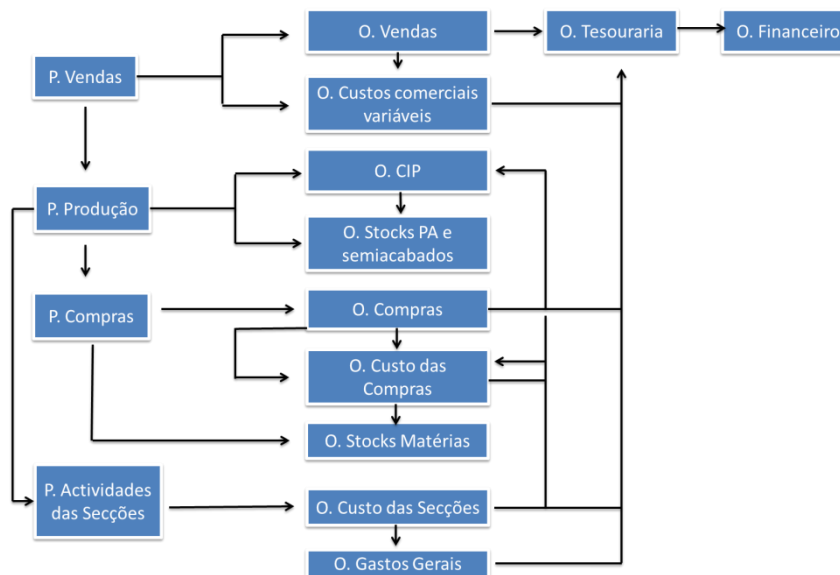 O. Vendas
O. Tesouraria
O. Financeiro
P. Vendas
O. Custos comerciais
variáveis
O. CIP
P. Produção
O. Stocks PA e
semiacabados
P. Compras
O. Compras
O. Custo das
Compras
O. Stocks Matérias
P. Actividades
das Secções
O. Custo das Secções
O. Gastos Gerais